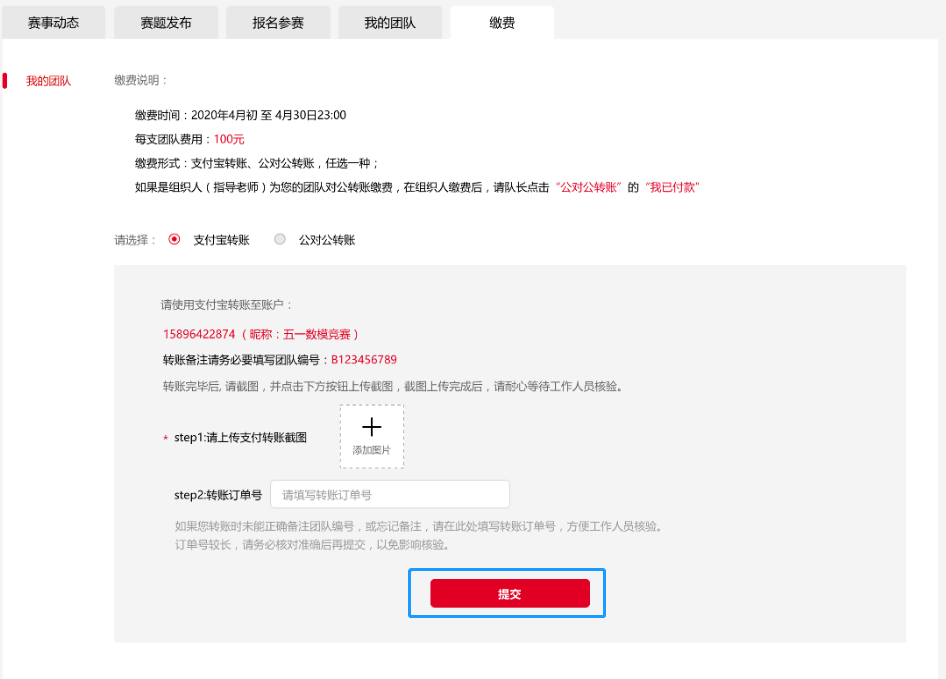 赛事动态 赛题发布 报名参赛 我的团队 缴费
我的团队
缴费说明：
缴费时间：2020年4月初 至 4月30日23:00
每支团队费用：100元
缴费形式：支付宝转账、公对公转账，任选一种；
如果是组织人（指导老师）为您的团队对公转账缴费，在组织人缴费后，请队长点击 “公对公转账” 的 “我已付款”
请选择： 支付宝转账 公对公转账
请使用支付宝转账至账户：
15896422874（昵称：五一数模竞赛）
转账备注请务必要填写团队编号：B123456789
转账完毕后, 请截图，并点击下方按钮上传截图，截图上传完成后，请耐心等待工作人员核验。
* step1:请上传支付转账截图
添加图片
step2:转账订单号 请填写转账订单号
如果您转账时未能正确备注团队编号，或忘记备注，请在此处填写转账订单号，方便工作人员核验。
订单号较长，请务必核对准确后再提交，以免影响核验。
提交